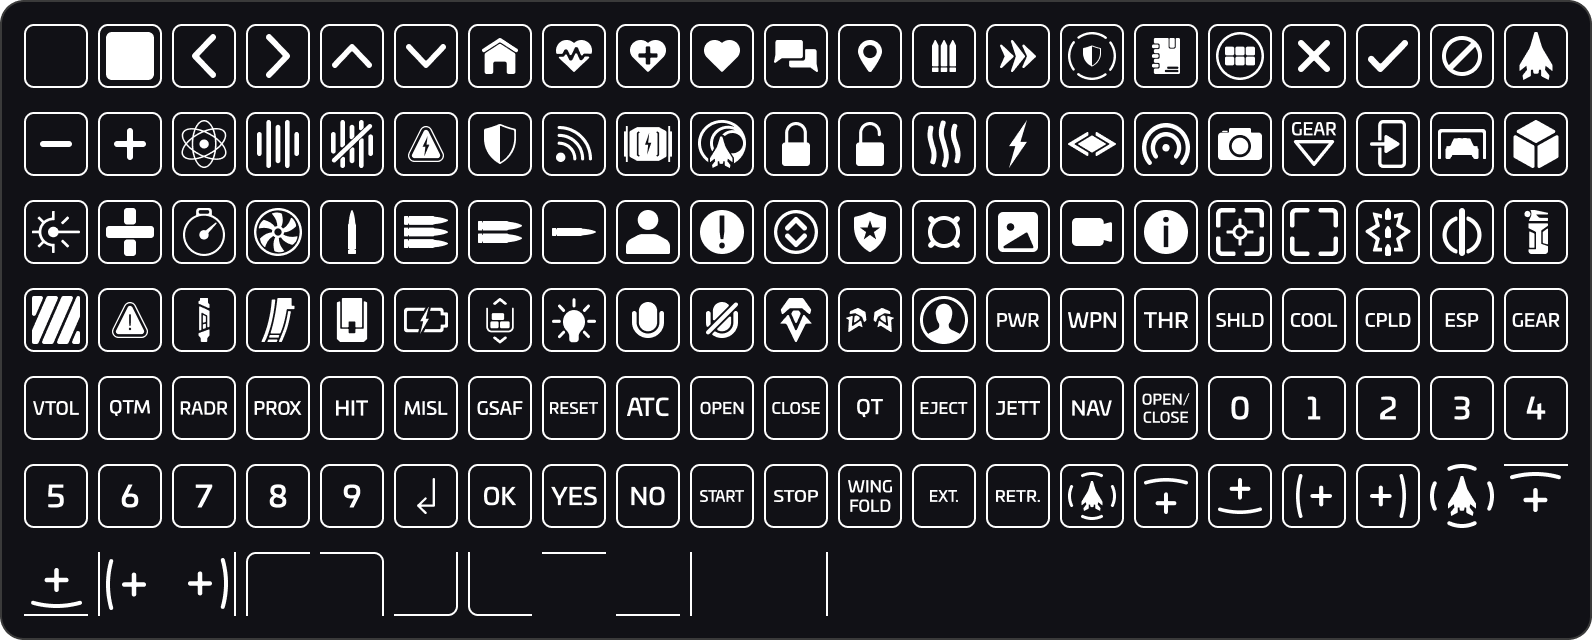 GEAR
PWR WPN THR SHLD COOL CPLD ESP GEAR
VTOL QTM RADR PROX HIT MISL GSAF RESET ATC OPEN CLOSE QT EJECT JETT NAV OPEN/ CLOSE 0 1 2 3 4
5 6 7 8 9 OK YES NO START STOP WING FOLD EXT. RETR.